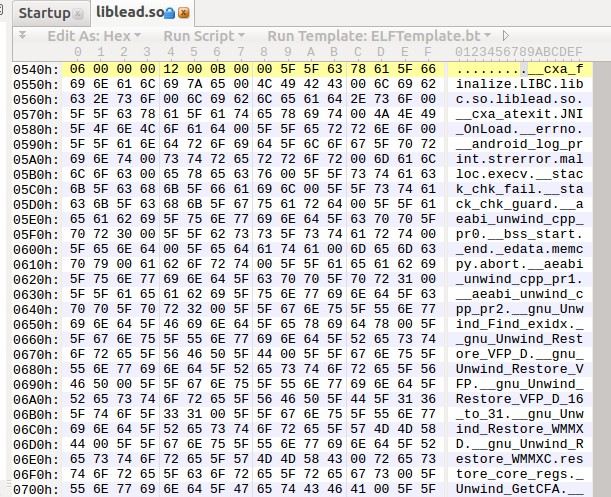 Startup
liblead.so
Edit As: Hex Run Script Run Template: ELFTemplate.bt
0 1 2 3 4 5 6 7 8 9 A B C D E F 0123456789ABCDEF
0540h: 06 00 00 00 12 00 0B 00 00 5F 5F 63 78 61 5F 66 .........__cxa_f
0550h: 69 6E 61 6C 69 7A 65 00 4C 49 42 43 00 6C 69 62 inalize.LIBC.lib
0560h: 63 2E 73 6F 00 6C 69 62 6C 65 61 64 2E 73 6F 00 c.so.liblead.so.
0570h: 5F 5F 63 78 61 5F 61 74 65 78 69 74 00 4A 4E 49 __cxa_atexit.JNI
0580h: 5F 4F 6E 4C 6F 61 64 00 5F 5F 65 72 72 6E 6F 00 _OnLoad.__errno.
0590h: 5F 5F 61 6E 64 72 6F 69 64 5F 6C 6F 67 5F 70 72 __android_log_pr
05A0h: 69 6E 74 00 73 74 72 65 72 72 6F 72 00 6D 61 6C int.strerror.mal
05B0h: 6C 6F 63 00 65 78 65 63 76 00 5F 5F 73 74 61 63 loc.execv.__stac
05C0h: 6B 5F 63 68 6B 5F 66 61 69 6C 00 5F 5F 73 74 61 k_chk_fail.__sta
05D0h: 63 6B 5F 63 68 6B 5F 67 75 61 72 64 00 5F 5F 61 ck_chk_guard.__a
05E0h: 65 61 62 69 5F 75 6E 77 69 6E 64 5F 63 70 70 5F eabi_unwind_cpp_
05F0h: 70 72 30 00 5F 5F 62 73 73 5F 73 74 61 72 74 00 pr0.__bss_start.
0600h: 5F 65 6E 64 00 5F 65 64 61 74 61 00 6D 65 6D 63 _end._edata.memc
0610h: 70 79 00 61 62 6F 72 74 00 5F 5F 61 65 61 62 69 py.abort.__aeabi
0620h: 5F 75 6E 77 69 6E 64 5F 63 70 70 5F 70 72 31 00 _unwind_cpp_pr1.
0630h: 5F 5F 61 65 61 62 69 5F 75 6E 77 69 6E 64 5F 63 __aeabi_unwind_c
0640h: 70 70 5F 70 72 32 00 5F 5F 67 6E 75 5F 55 6E 77 pp_pr2.__gnu_Unw
0650h: 69 6E 64 5F 46 69 6E 64 5F 65 78 69 64 78 00 5F ind_Find_exidx._
0660h: 5F 67 6E 75 5F 55 6E 77 69 6E 64 5F 52 65 73 74 _gnu_Unwind_Rest
0670h: 6F 72 65 5F 56 46 50 5F 44 00 5F 5F 67 6E 75 5F ore_VFP_D.__gnu_
0680h: 55 6E 77 69 6E 64 5F 52 65 73 74 6F 72 65 5F 56 Unwind_Restore_V
0690h: 46 50 00 5F 5F 67 6E 75 5F 55 6E 77 69 6E 64 5F FP.__gnu_Unwind_
06A0h: 52 65 73 74 6F 72 65 5F 56 46 50 5F 44 5F 31 36 Restore_VFP_D_16
06B0h: 5F 74 6F 5F 33 31 00 5F 5F 67 6E 75 5F 55 6E 77 _to_31.__gnu_Unw
06C0h: 69 6E 64 5F 52 65 73 74 6F 72 65 5F 57 4D 4D 58 ind_Restore_WMMX
06D0h: 44 00 5F 5F 67 6E 75 5F 55 6E 77 69 6E 64 5F 52 D.__gnu_Unwind_R
06E0h: 65 73 74 6F 72 65 5F 57 4D 4D 58 43 00 72 65 73 estore_WMMXC.res
06F0h: 74 6F 72 65 5F 63 6F 72 65 5F 72 65 67 73 00 5F tore_core_regs._
0700h: 55 6E 77 69 6E 64 5F 47 65 74 43 46 41 00 5F 5F Unwind_GetCFA.__